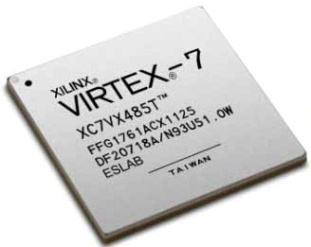 XILINX®
VIRTEX®-7
XC7VX485T™
FFG1761ACX1125
DF20718A/N93U51.0W
ESLAB
TAIWAN